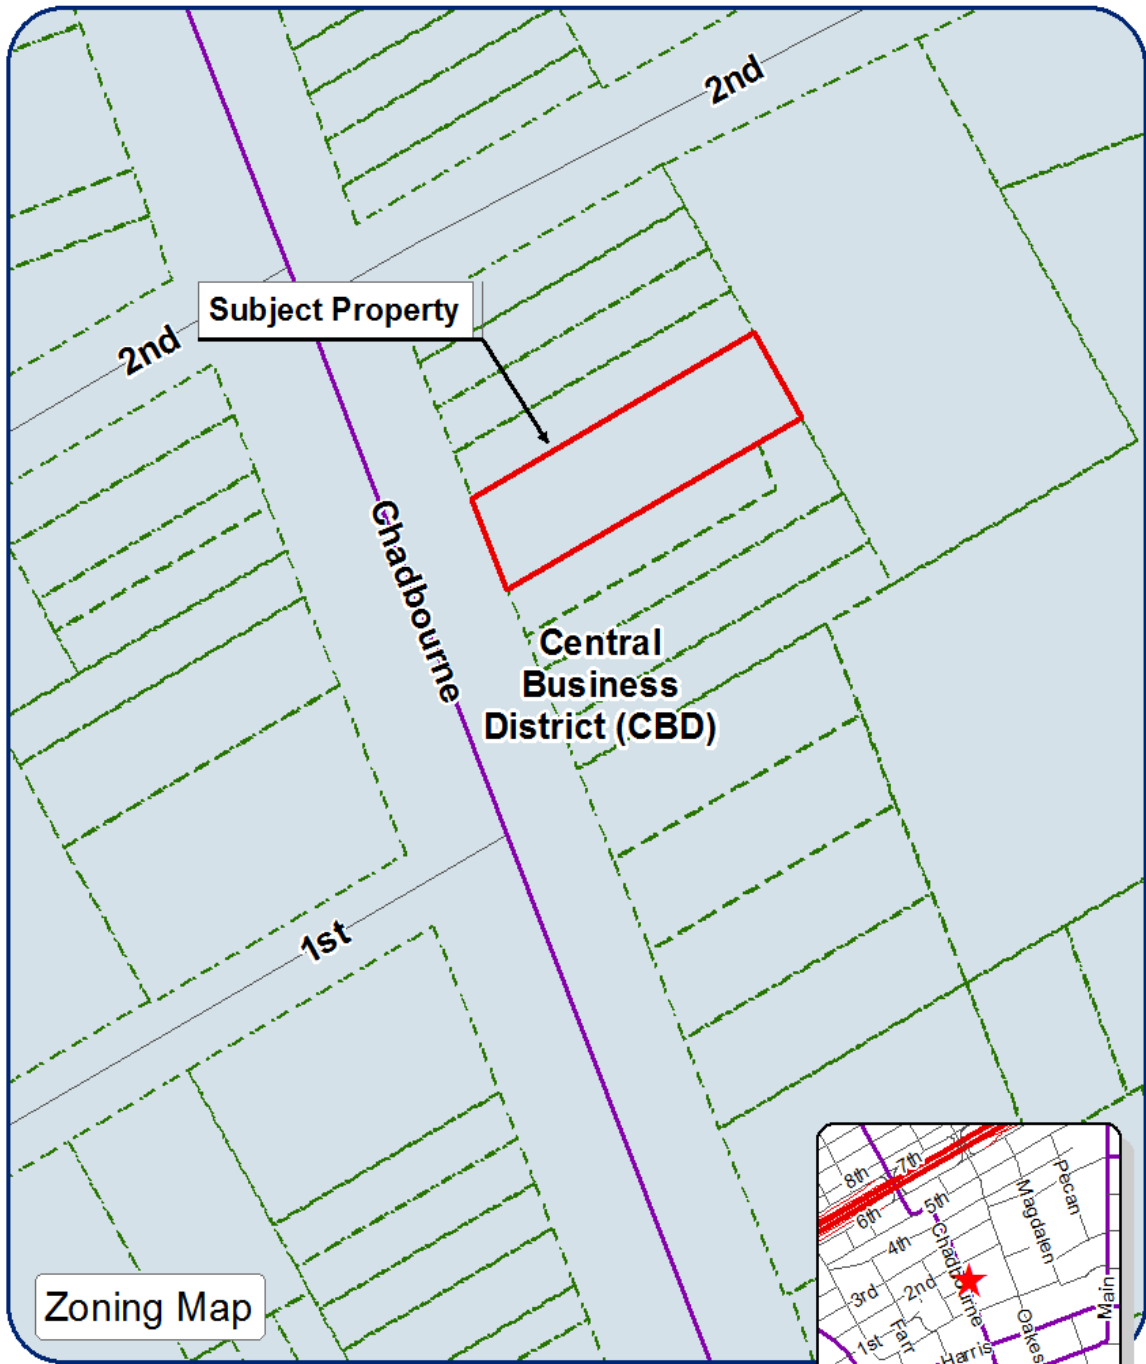 2nd
Subject Property
2nd
Chadbourne
Central
Business
District (CBD)
1st
Zoning Map
8th
7th
6th
5th
4th
3rd
2nd
1st
Farr
Chadbourne
Magdalen
Pecan
Oakes
Harris
Main